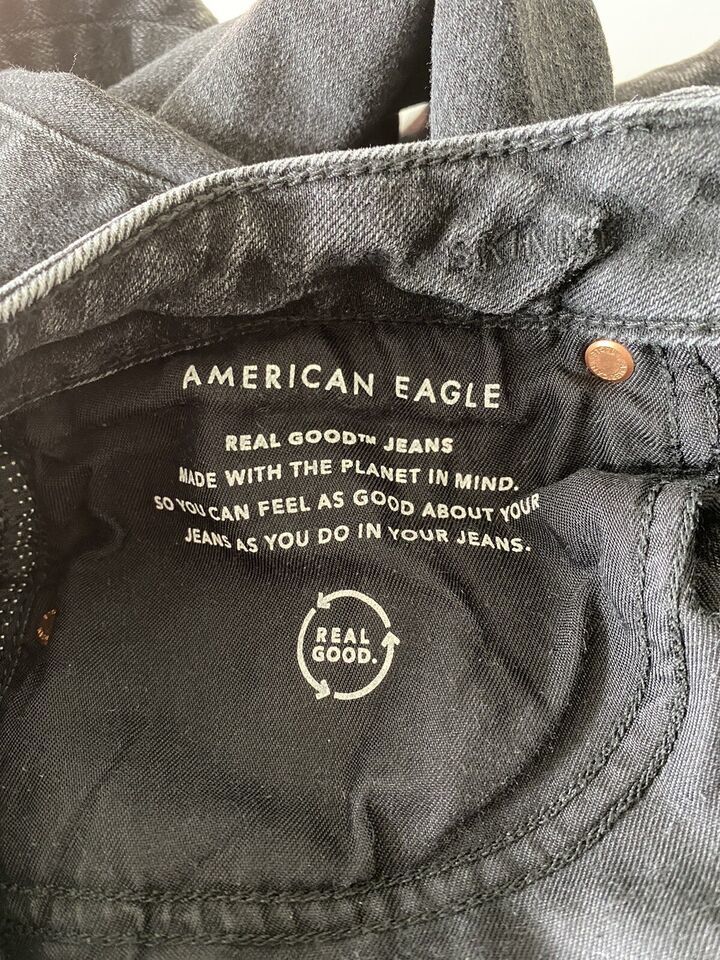 AMERICAN EAGLE
REAL GOOD™ JEANS
MADE WITH THE PLANET IN MIND.
SO YOU CAN FEEL AS GOOD ABOUT YOUR
JEANS AS YOU DO IN YOUR JEANS.
REAL
GOOD.